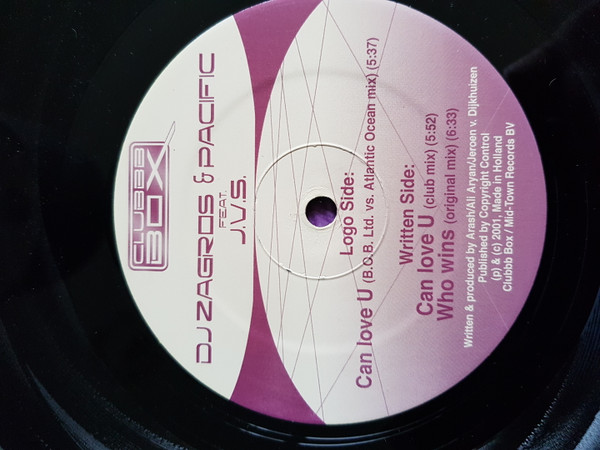 CLUBBB
BOX
DJ ZAGROS & PACIFIC
FEAT.
J.V.S.
Logo Side:
Can love U (B.O.B. Ltd. vs. Atlantic Ocean mix) (5:37)
Written Side:
Can love U (club mix) (5:52)
Who wins (original mix) (6:33)
Written & produced by Arash/Ali Aryan/Jeroen v. Dijkhuizen
Published by Copyright Control
(p) & (c) 2001, Made in Holland
Clubbb Box / Mid-Town Records BV